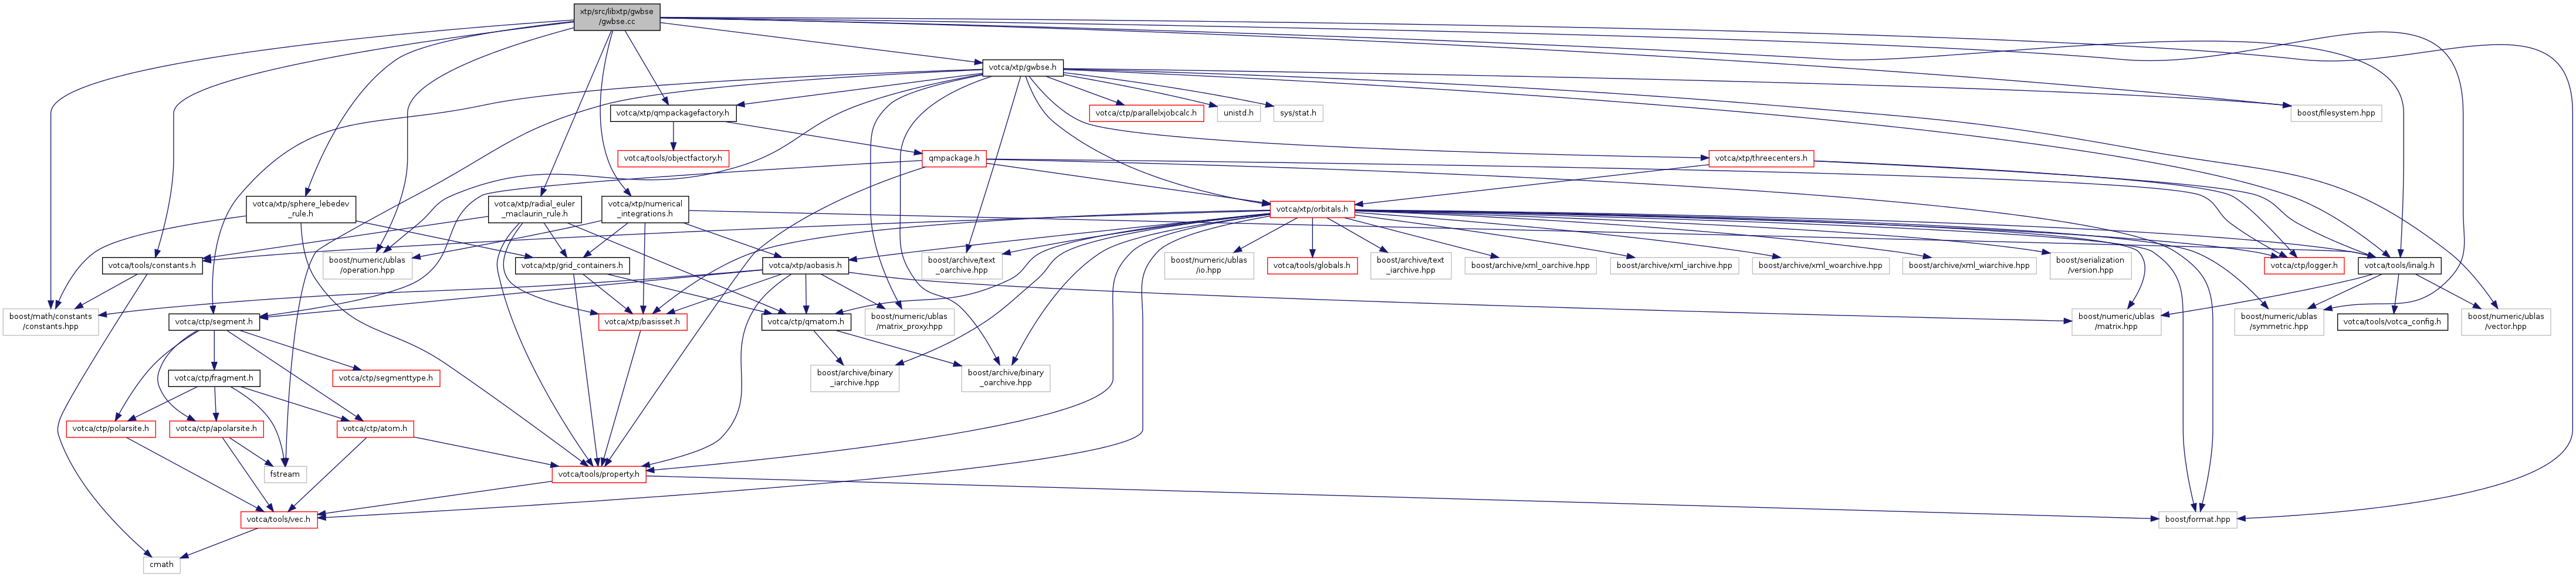 xtp/src/libxtp/gwbse
/gwbse.cc
votca/xtp/gwbse.h
votca/xtp/qmpackagefactory.h
votca/ctp/parallelxjobcalc.h
unistd.h
sys/stat.h
boost/filesystem.hpp
votca/tools/objectfactory.h
qmpackage.h
votca/xtp/threecenters.h
votca/xtp/sphere_lebedev
_rule.h
votca/xtp/radial_euler
_maclaurin_rule.h
votca/xtp/numerical
_integrations.h
votca/xtp/orbitals.h
votca/tools/constants.h
boost/numeric/ublas
/operation.hpp
votca/xtp/grid_containers.h
votca/xtp/aobasis.h
boost/archive/text
_oarchive.hpp
boost/numeric/ublas
/io.hpp
votca/tools/globals.h
boost/archive/text
_iarchive.hpp
boost/archive/xml_oarchive.hpp
boost/archive/xml_iarchive.hpp
boost/archive/xml_woarchive.hpp
boost/archive/xml_wiarchive.hpp
boost/serialization
/version.hpp
votca/ctp/logger.h
votca/tools/linalg.h
boost/math/constants
/constants.hpp
votca/ctp/segment.h
votca/xtp/basisset.h
votca/ctp/qmatom.h
boost/numeric/ublas
/matrix_proxy.hpp
boost/numeric/ublas
/matrix.hpp
boost/numeric/ublas
/symmetric.hpp
votca/tools/votca_config.h
boost/numeric/ublas
/vector.hpp
votca/ctp/fragment.h
votca/ctp/segmenttype.h
boost/archive/binary
_iarchive.hpp
boost/archive/binary
_oarchive.hpp
votca/ctp/polarsite.h
votca/ctp/apolarsite.h
votca/ctp/atom.h
fstream
votca/tools/property.h
votca/tools/vec.h
boost/format.hpp
cmath